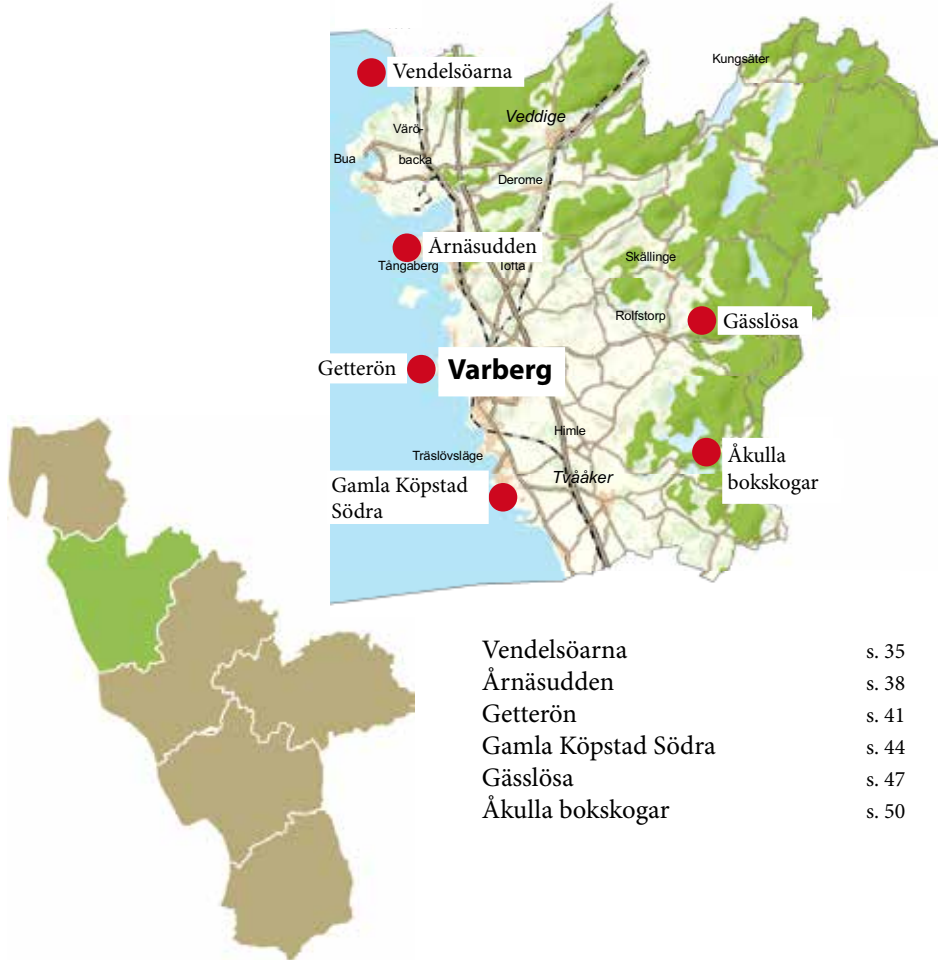 Kungsäter
Vendelsöarna
Veddige
Värö-
Bua
backa
Derome
Årnäsudden
Tångaberg
Tofta
Skällinge
Rolfstorp
Gässlösa
Getterön
Varberg
Himle
Träslövsläge
Åkulla
bokskogar
Tvååker
Gamla Köpstad
Södra
Vendelsöarna s. 35
Årnäsudden s. 38
Getterön s. 41
Gamla Köpstad Södra s. 44
Gässlösa s. 47
Åkulla bokskogar s. 50